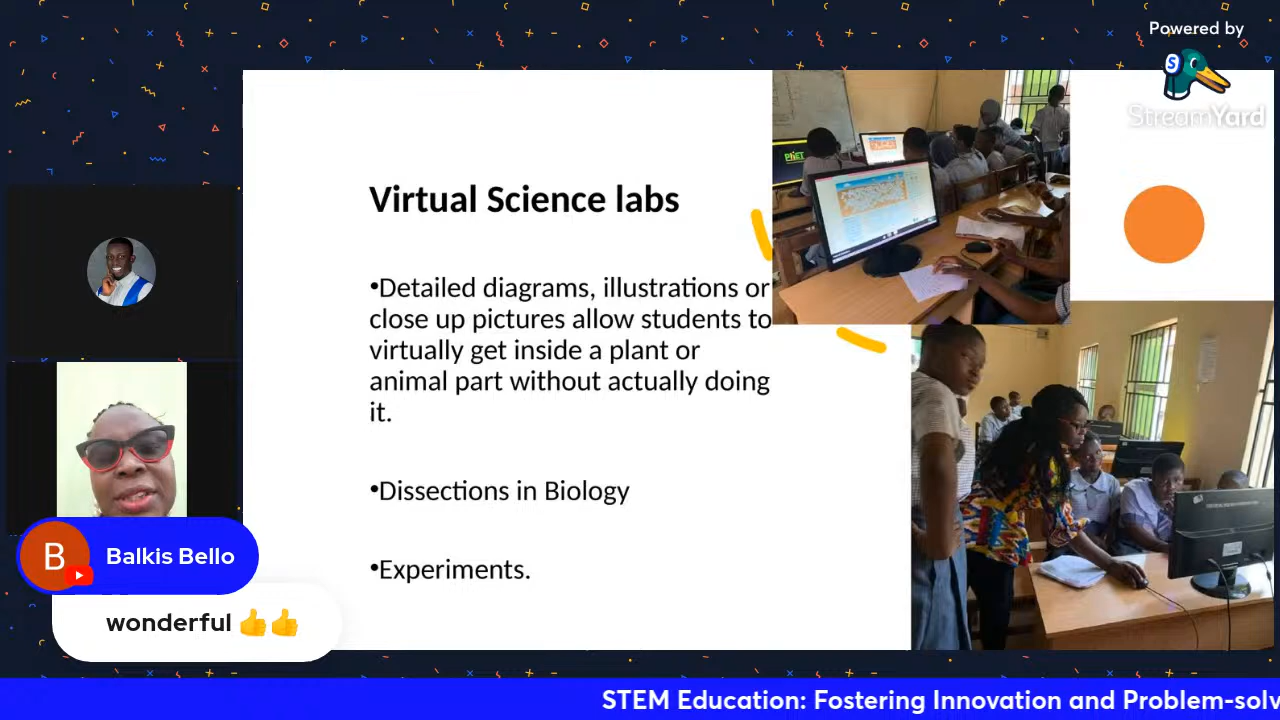 Powered by
S
StreamYard
Virtual Science labs
•Detailed diagrams, illustrations or
close up pictures allow students to
virtually get inside a plant or
animal part without actually doing
it.
•Dissections in Biology
•Experiments.
PhET
B
Balkis Bello
wonderful 👍👍
STEM Education: Fostering Innovation and Problem-solv